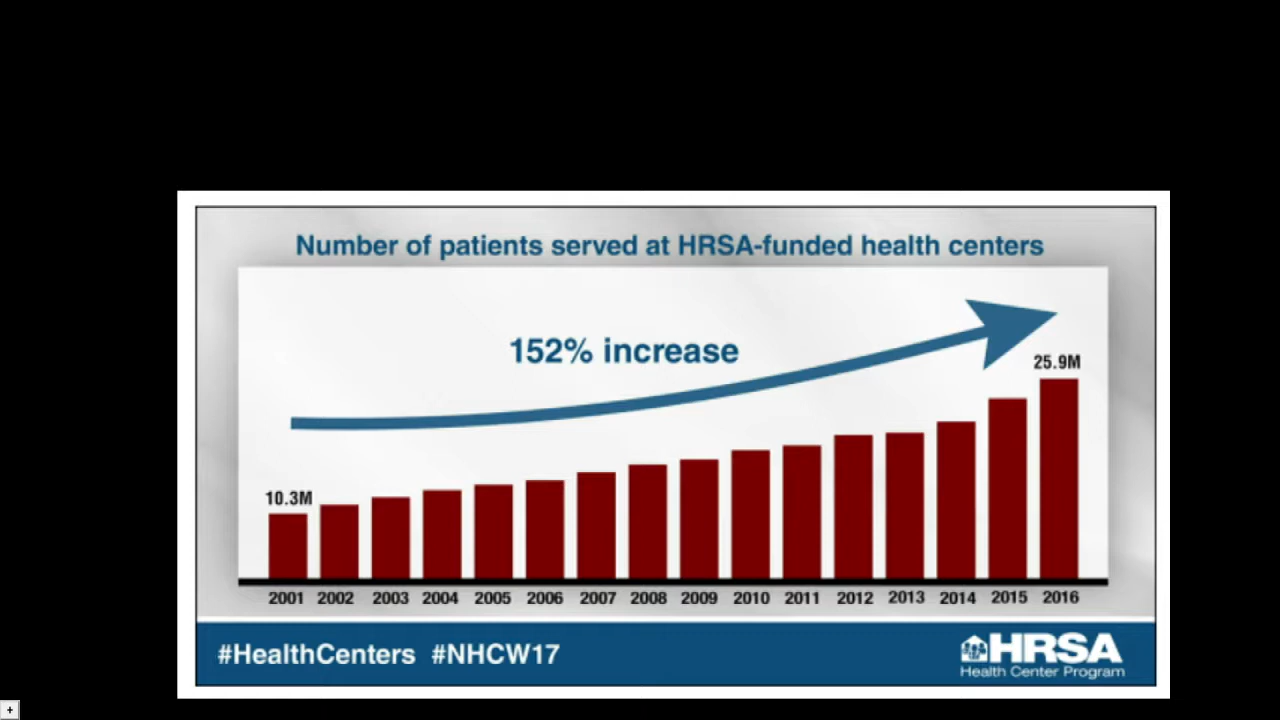 Number of patients served at HRSA-funded health centers
152% increase
25.9M
10.3M
2001 2002 2003 2004 2005 2006 2007 2008 2009 2010 2011 2012 2013 2014 2015 2016
#HealthCenters #NHCW17
HRSA
Health Center Program
+